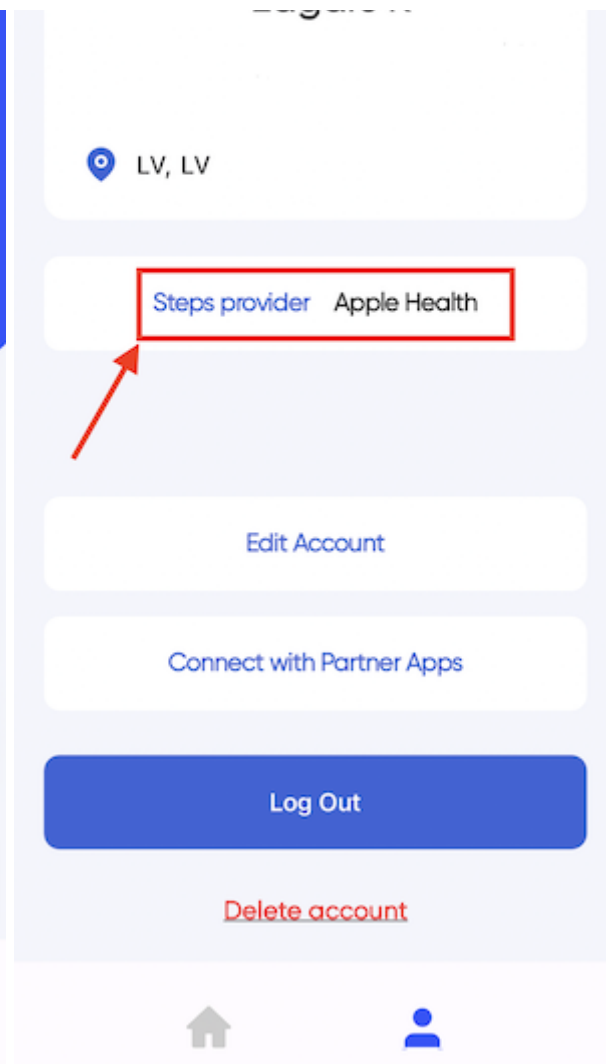 LV, LV
Steps provider Apple Health
Edit Account
Connect with Partner Apps
Log Out
Delete account